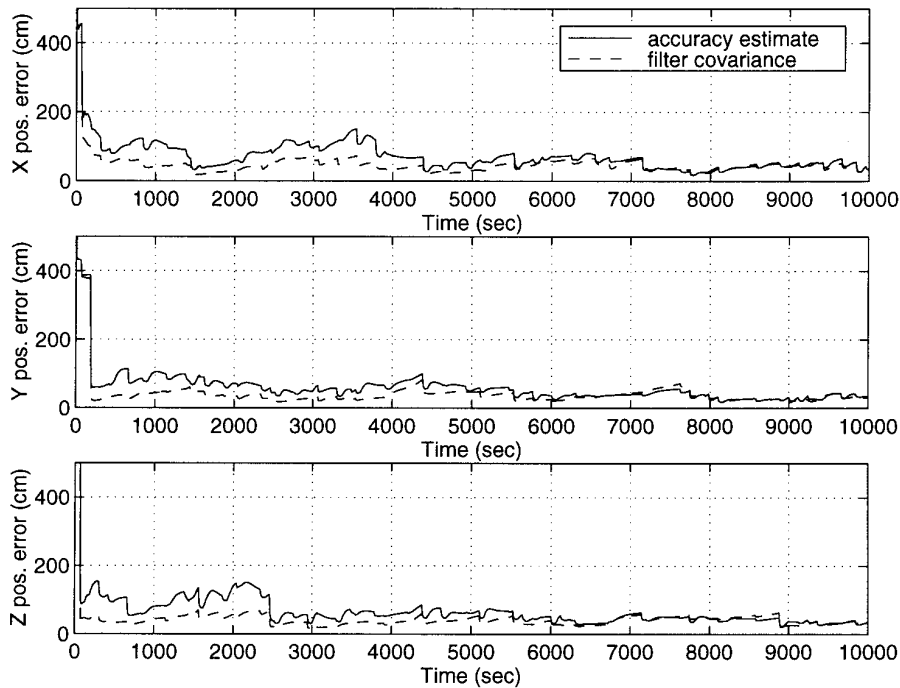 400
200
0
X pos. error (cm)
accuracy estimate
filter covariance
0 1000 2000 3000 4000 5000 6000 7000 8000 9000 10000
Time (sec)
400
200
0
Y pos. error (cm)
0 1000 2000 3000 4000 5000 6000 7000 8000 9000 10000
Time (sec)
400
200
0
Z pos. error (cm)
0 1000 2000 3000 4000 5000 6000 7000 8000 9000 10000
Time (sec)